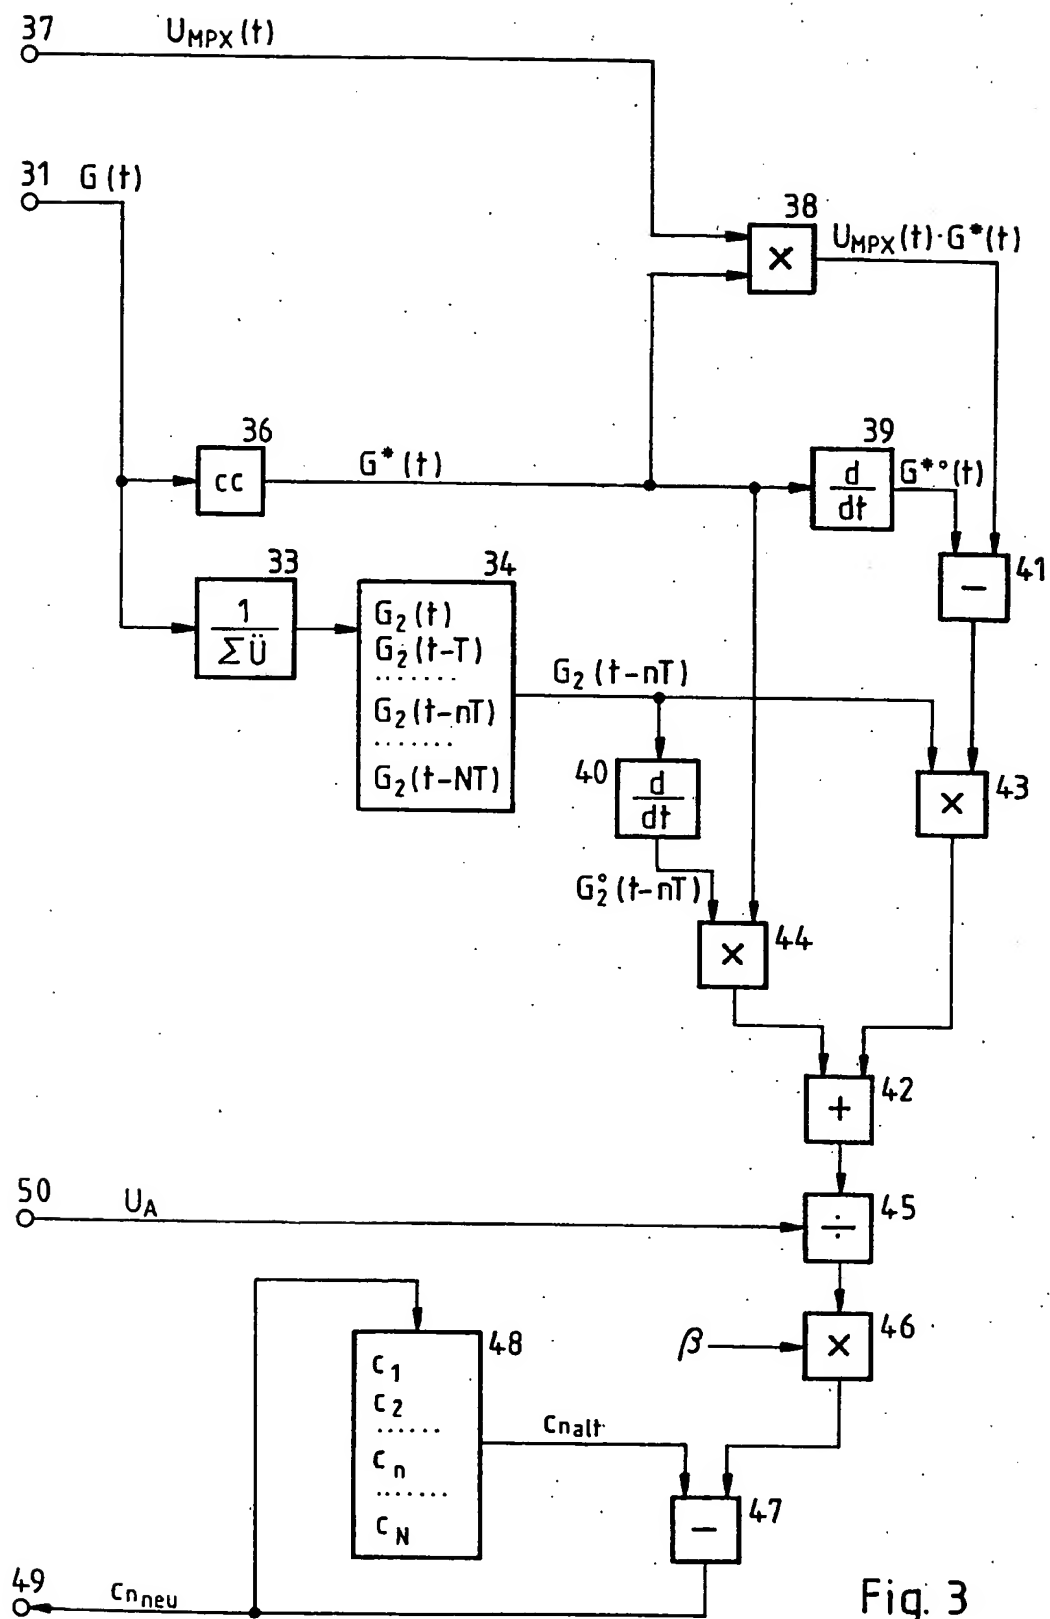 37
U_MPX(t)
31
G(t)
38
×
U_MPX(t)·G*(t)
36
cc
G*(t)
39
d
dt
G*°(t)
41
−
33
1
ΣÜ
34
G₂(t)
G₂(t-T)
.......
G₂(t-nT)
.......
G₂(t-NT)
G₂(t-nT)
40
d
dt
G₂°(t-nT)
43
×
44
×
42
+
50
U_A
45
÷
β
46
×
48
c₁
c₂
......
cₙ
.......
c_N
c_nalt
47
−
49
c_nneu
Fig. 3